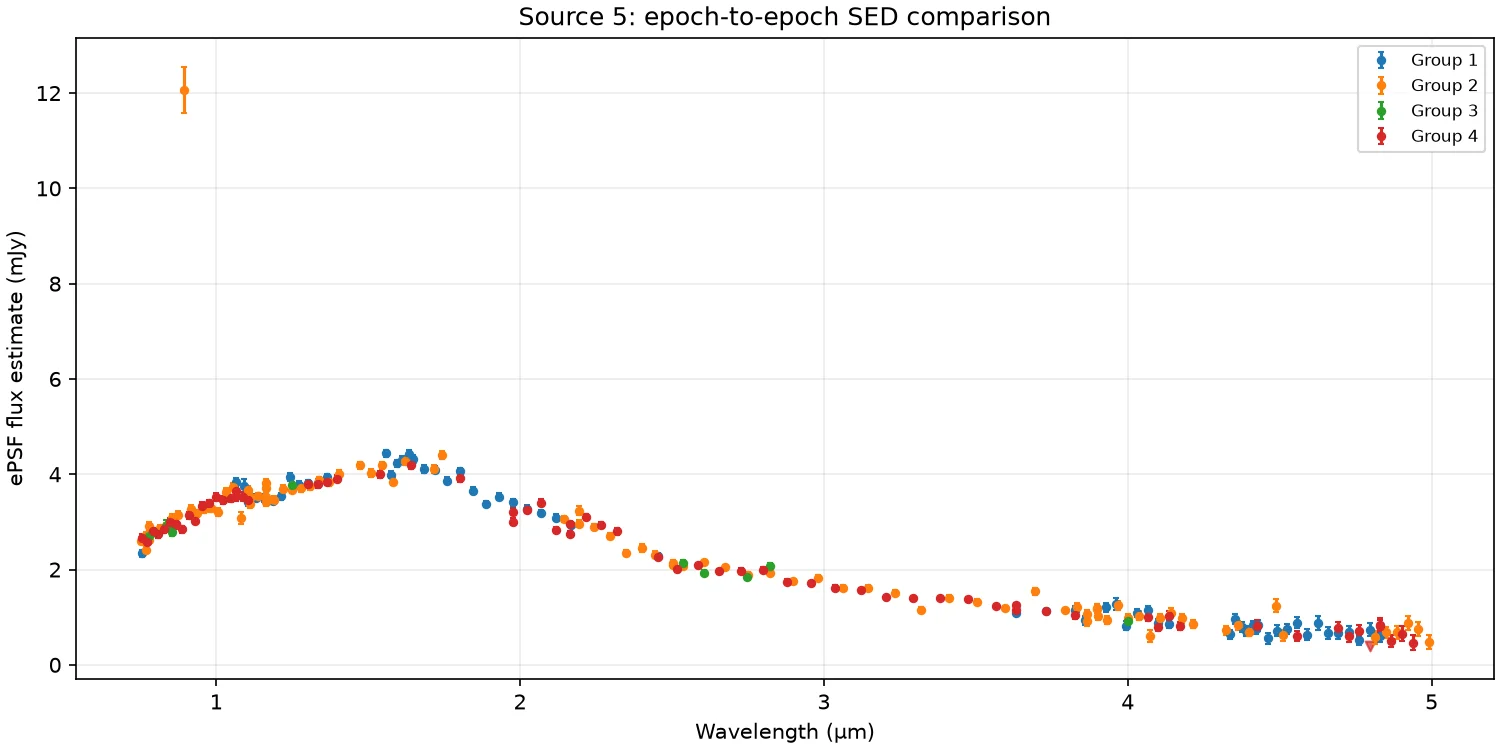 Source 5: epoch-to-epoch SED comparison
ePSF flux estimate (mJy)
12
10
8
6
4
2
0
Group 1
Group 2
Group 3
Group 4
1
2
3
4
5
Wavelength (μm)